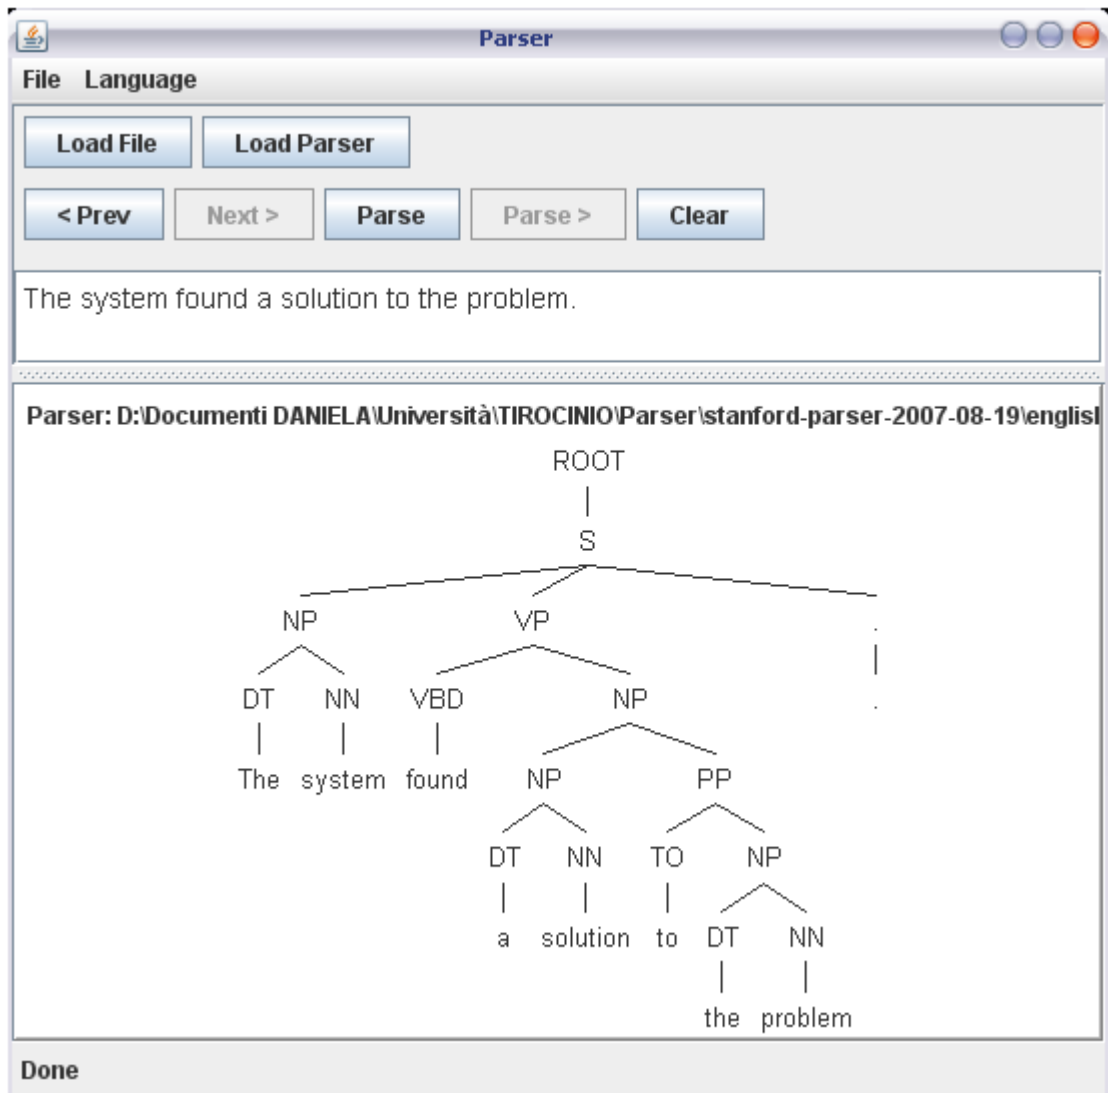 Parser
File Language
Load File Load Parser
< Prev Next > Parse Parse > Clear
The system found a solution to the problem.
Parser: D:\Documenti DANIELA\Università\TIROCINIO\Parser\stanford-parser-2007-08-19\englisl
ROOT
S
NP VP .
DT NN VBD NP .
The system found NP PP
DT NN TO NP
a solution to DT NN
the problem
Done